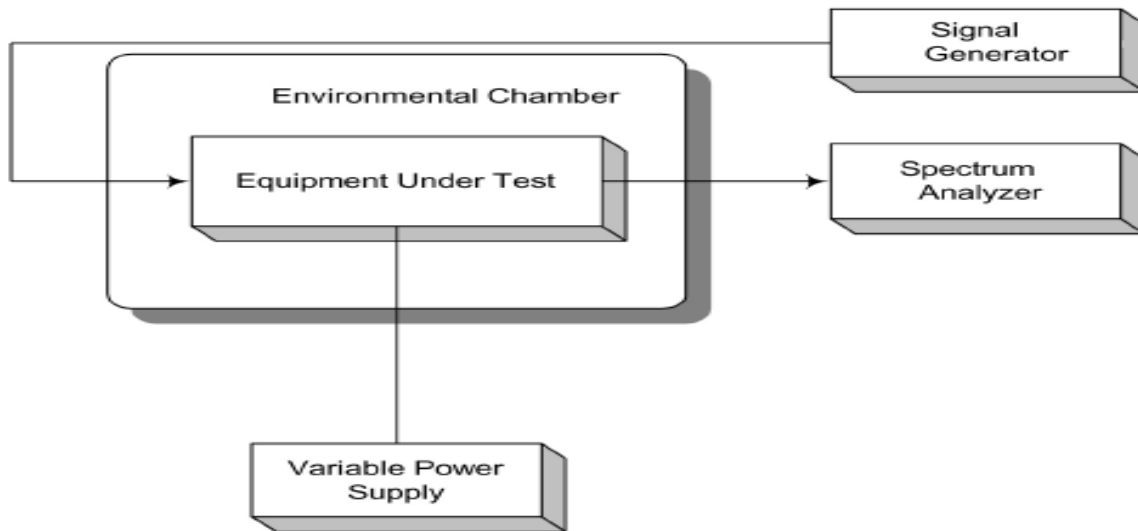 Signal
Generator
Environmental Chamber
Equipment Under Test
Spectrum
Analyzer
Variable Power
Supply